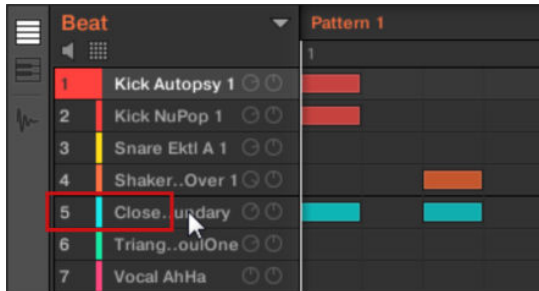 Beat
Pattern 1
1
1 Kick Autopsy 1
2 Kick NuPop 1
3 Snare Ektl A 1
4 Shaker..Over 1
5 Close..undary
6 Triang..oulOne
7 Vocal AhHa